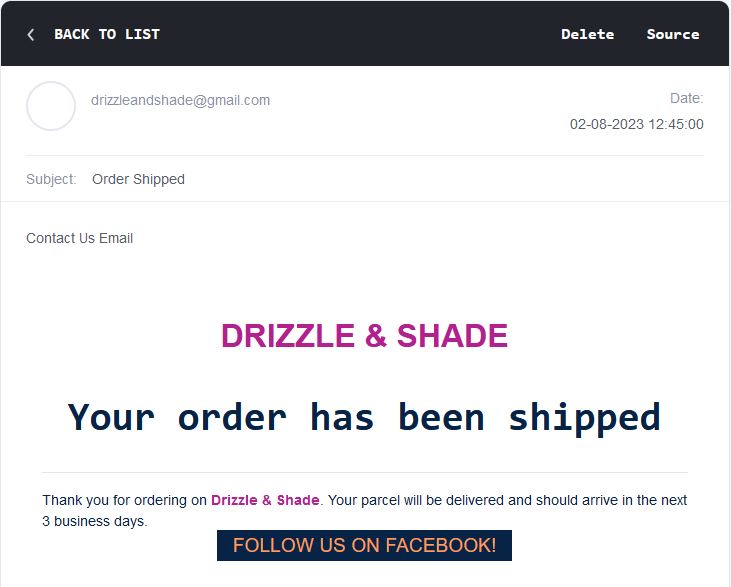 BACK TO LIST Delete Source
drizzleandshade@gmail.com
Date:
02-08-2023 12:45:00
Subject: Order Shipped
Contact Us Email
DRIZZLE & SHADE
Your order has been shipped
Thank you for ordering on Drizzle & Shade. Your parcel will be delivered and should arrive in the next
3 business days.
FOLLOW US ON FACEBOOK!